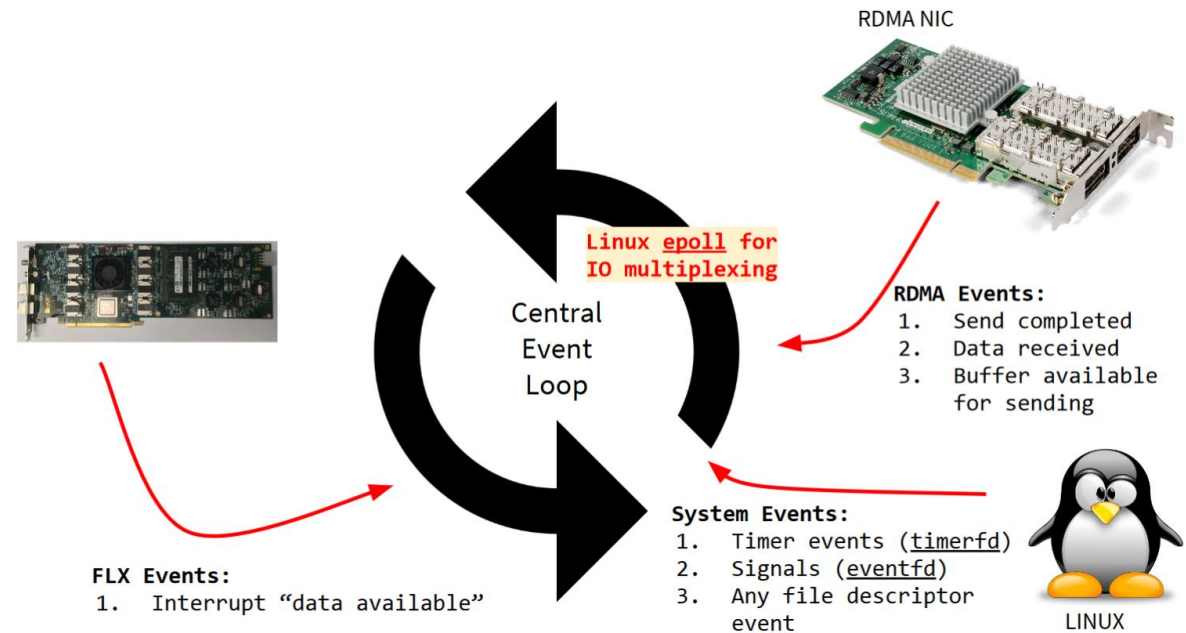 RDMA NIC
Linux epoll for
IO multiplexing
Central
Event
Loop
RDMA Events:
1. Send completed
2. Data received
3. Buffer available
for sending
System Events:
1. Timer events (timerfd)
2. Signals (eventfd)
3. Any file descriptor
event
LINUX
FLX Events:
1. Interrupt “data available”